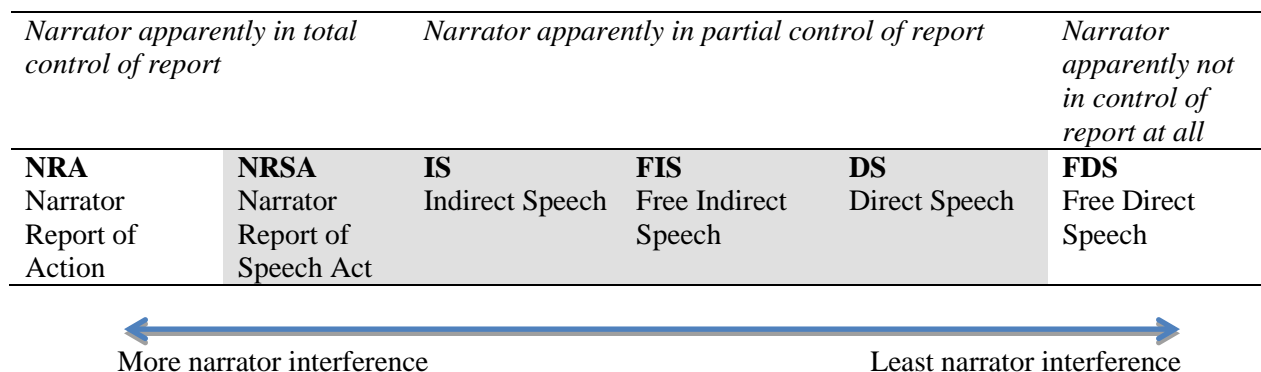 Narrator apparently in total
control of report
Narrator apparently in partial control of report
Narrator
apparently not
in control of
report at all
NRA
Narrator
Report of
Action
NRSA
Narrator
Report of
Speech Act
IS
Indirect Speech
FIS
Free Indirect
Speech
DS
Direct Speech
FDS
Free Direct
Speech
More narrator interference
Least narrator interference